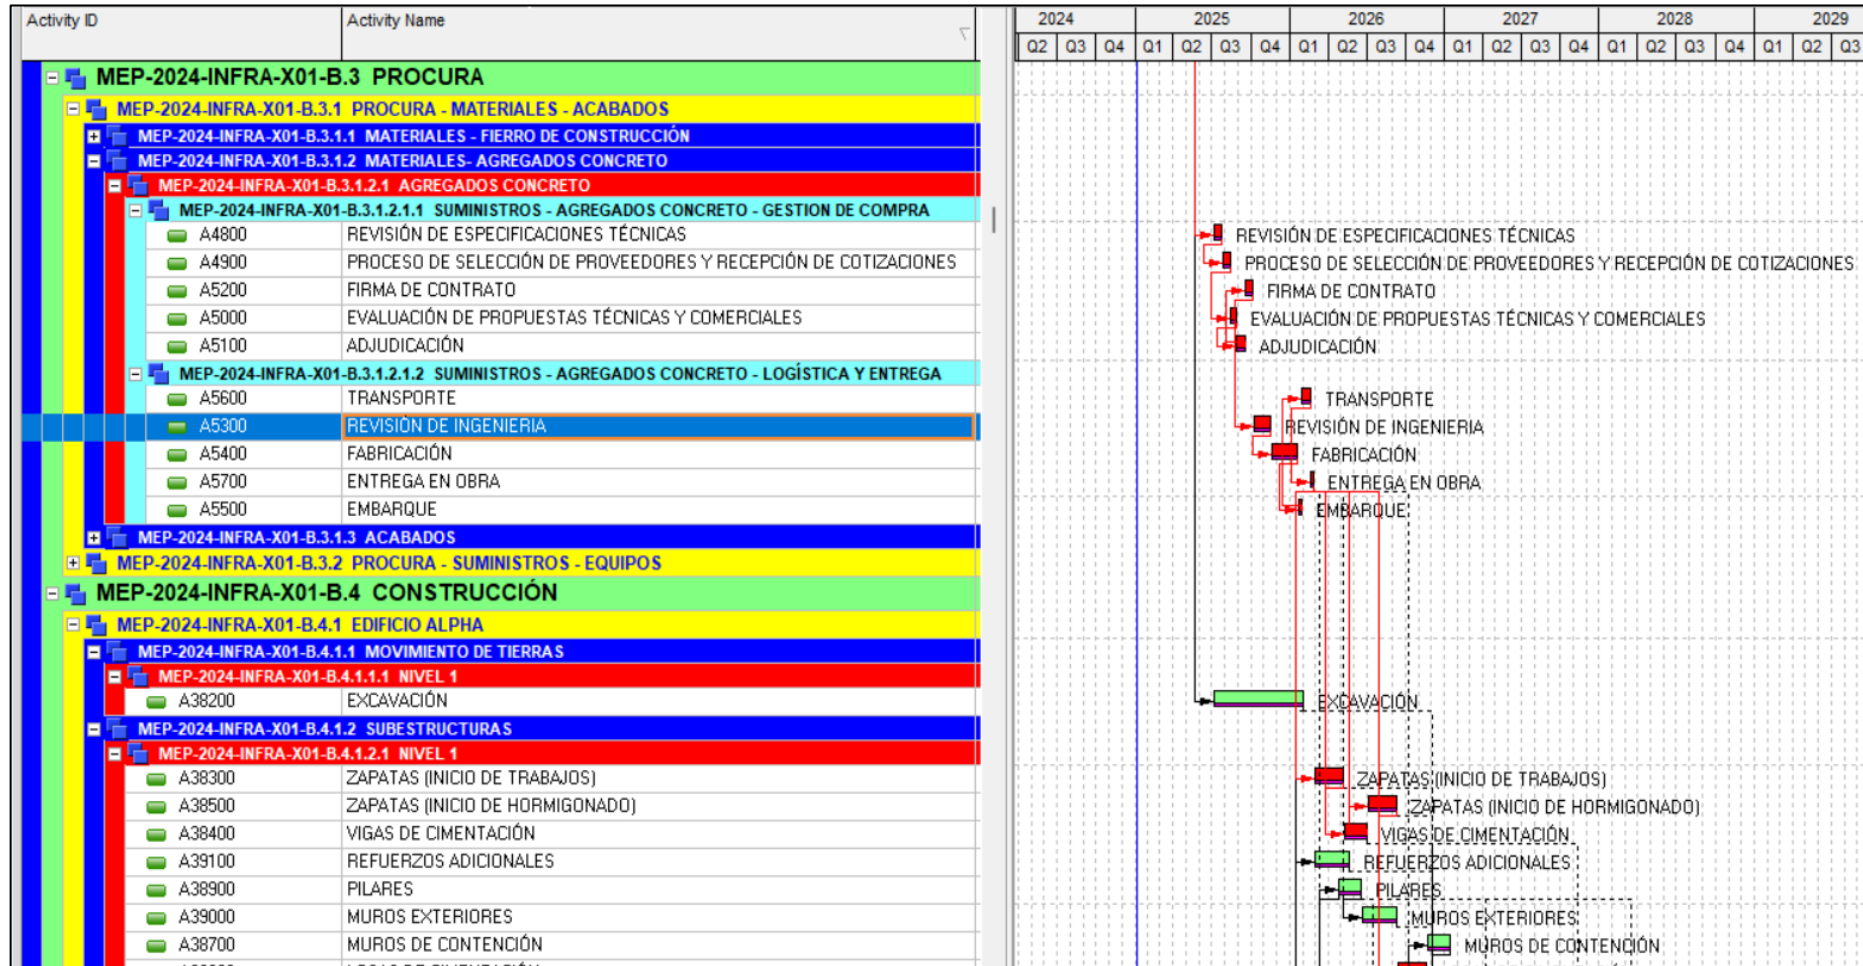 Activity ID Activity Name 2024 2025 2026 2027 2028 2029
Q2 Q3 Q4 Q1 Q2 Q3 Q4 Q1 Q2 Q3 Q4 Q1 Q2 Q3 Q4 Q1 Q2 Q3 Q4 Q1 Q2 Q3
MEP-2024-INFRA-X01-B.3 PROCURA
MEP-2024-INFRA-X01-B.3.1 PROCURA - MATERIALES - ACABADOS
MEP-2024-INFRA-X01-B.3.1.1 MATERIALES - FIERRO DE CONSTRUCCIÓN
MEP-2024-INFRA-X01-B.3.1.2 MATERIALES- AGREGADOS CONCRETO
MEP-2024-INFRA-X01-B.3.1.2.1 AGREGADOS CONCRETO
MEP-2024-INFRA-X01-B.3.1.2.1.1 SUMINISTROS - AGREGADOS CONCRETO - GESTION DE COMPRA
A4800 REVISIÓN DE ESPECIFICACIONES TÉCNICAS REVISIÓN DE ESPECIFICACIONES TÉCNICAS
A4900 PROCESO DE SELECCIÓN DE PROVEEDORES Y RECEPCIÓN DE COTIZACIONES PROCESO DE SELECCIÓN DE PROVEEDORES Y RECEPCIÓN DE COTIZACIONES
A5200 FIRMA DE CONTRATO FIRMA DE CONTRATO
A5000 EVALUACIÓN DE PROPUESTAS TÉCNICAS Y COMERCIALES EVALUACIÓN DE PROPUESTAS TÉCNICAS Y COMERCIALES
A5100 ADJUDICACIÓN ADJUDICACIÓN
MEP-2024-INFRA-X01-B.3.1.2.1.2 SUMINISTROS - AGREGADOS CONCRETO - LOGÍSTICA Y ENTREGA
A5600 TRANSPORTE TRANSPORTE
A5300 REVISIÓN DE INGENIERIA REVISIÓN DE INGENIERIA
A5400 FABRICACIÓN FABRICACIÓN
A5700 ENTREGA EN OBRA ENTREGA EN OBRA
A5500 EMBARQUE EMBARQUE
MEP-2024-INFRA-X01-B.3.1.3 ACABADOS
MEP-2024-INFRA-X01-B.3.2 PROCURA - SUMINISTROS - EQUIPOS
MEP-2024-INFRA-X01-B.4 CONSTRUCCIÓN
MEP-2024-INFRA-X01-B.4.1 EDIFICIO ALPHA
MEP-2024-INFRA-X01-B.4.1.1 MOVIMIENTO DE TIERRAS
MEP-2024-INFRA-X01-B.4.1.1.1 NIVEL 1
A38200 EXCAVACIÓN EXCAVACIÓN
MEP-2024-INFRA-X01-B.4.1.2 SUBESTRUCTURAS
MEP-2024-INFRA-X01-B.4.1.2.1 NIVEL 1
A38300 ZAPATAS (INICIO DE TRABAJOS) ZAPATAS (INICIO DE TRABAJOS)
A38500 ZAPATAS (INICIO DE HORMIGONADO) ZAPATAS (INICIO DE HORMIGONADO)
A38400 VIGAS DE CIMENTACIÓN VIGAS DE CIMENTACIÓN
A39100 REFUERZOS ADICIONALES REFUERZOS ADICIONALES
A38900 PILARES PILARES
A39000 MUROS EXTERIORES MUROS EXTERIORES
A38700 MUROS DE CONTENCIÓN MUROS DE CONTENCIÓN